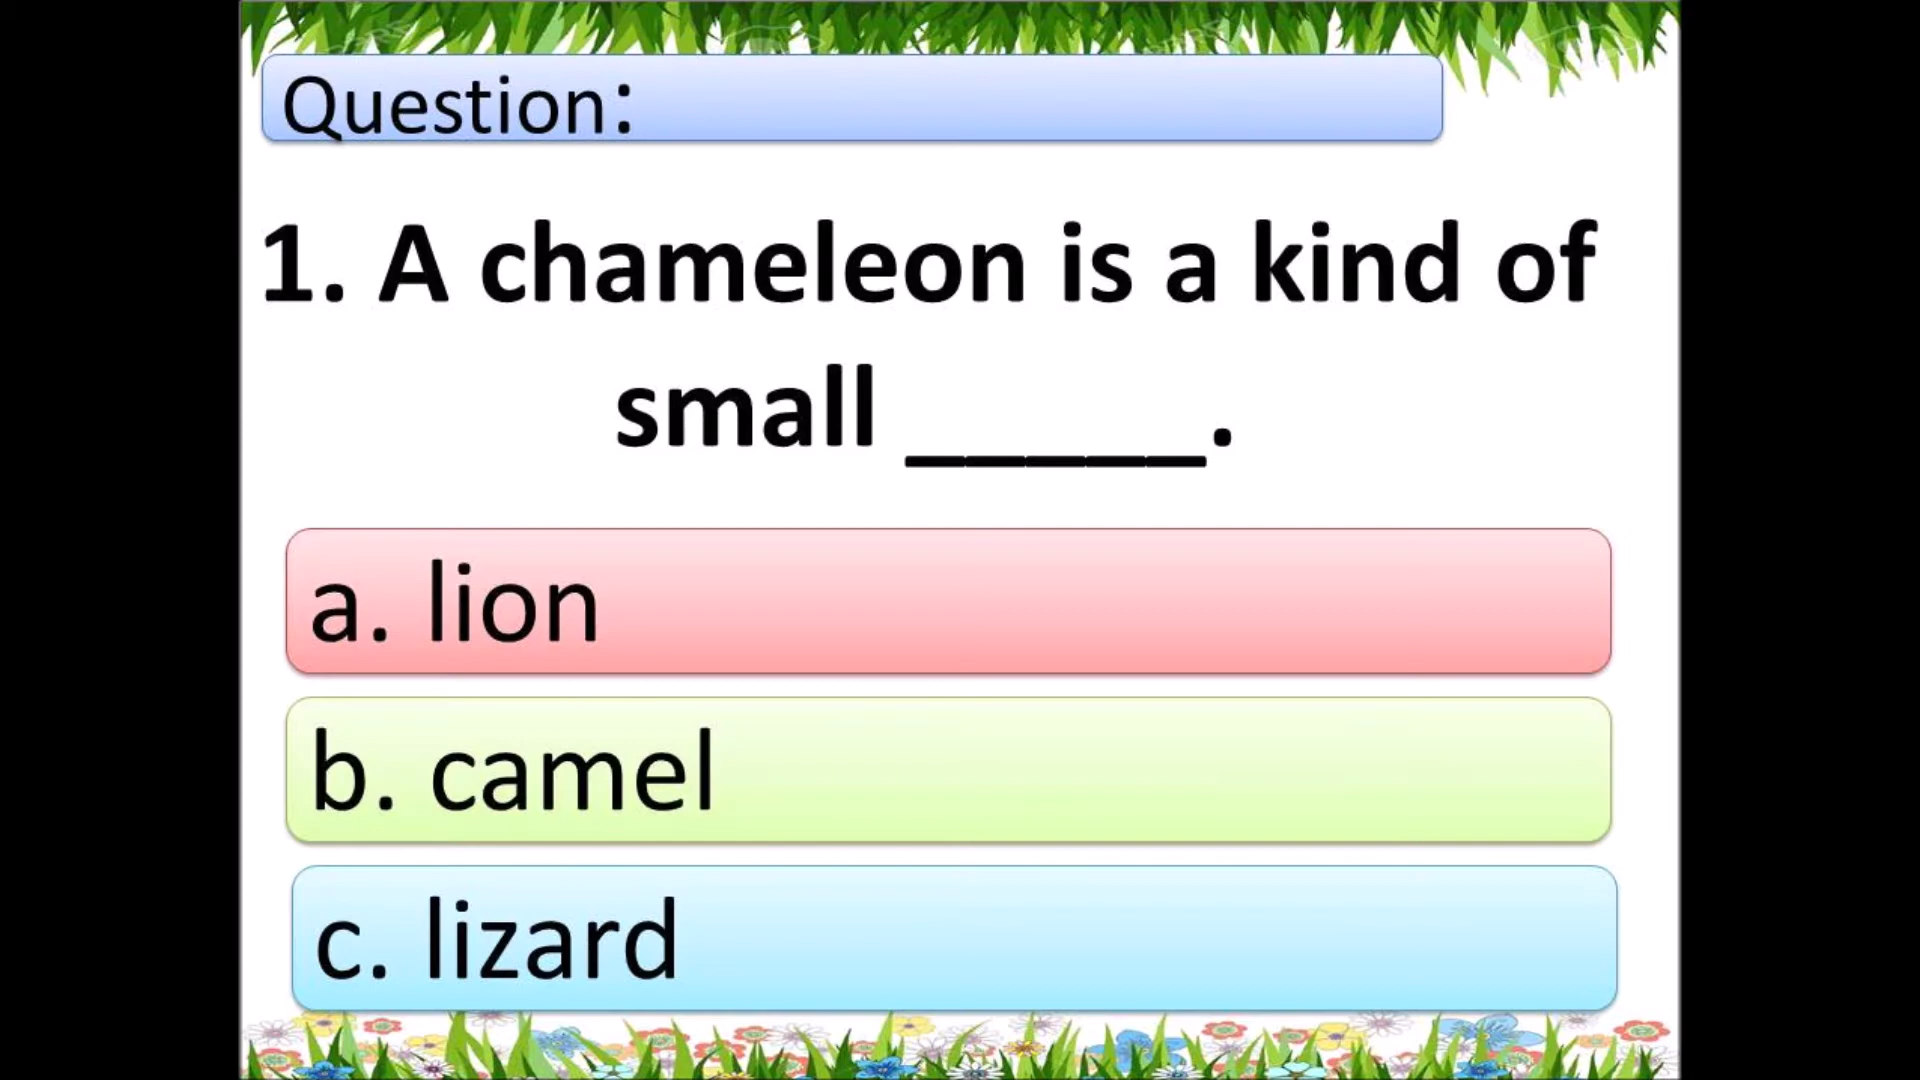 Question:
1. A chameleon is a kind of
small _____.
a. lion
b. camel
c. lizard